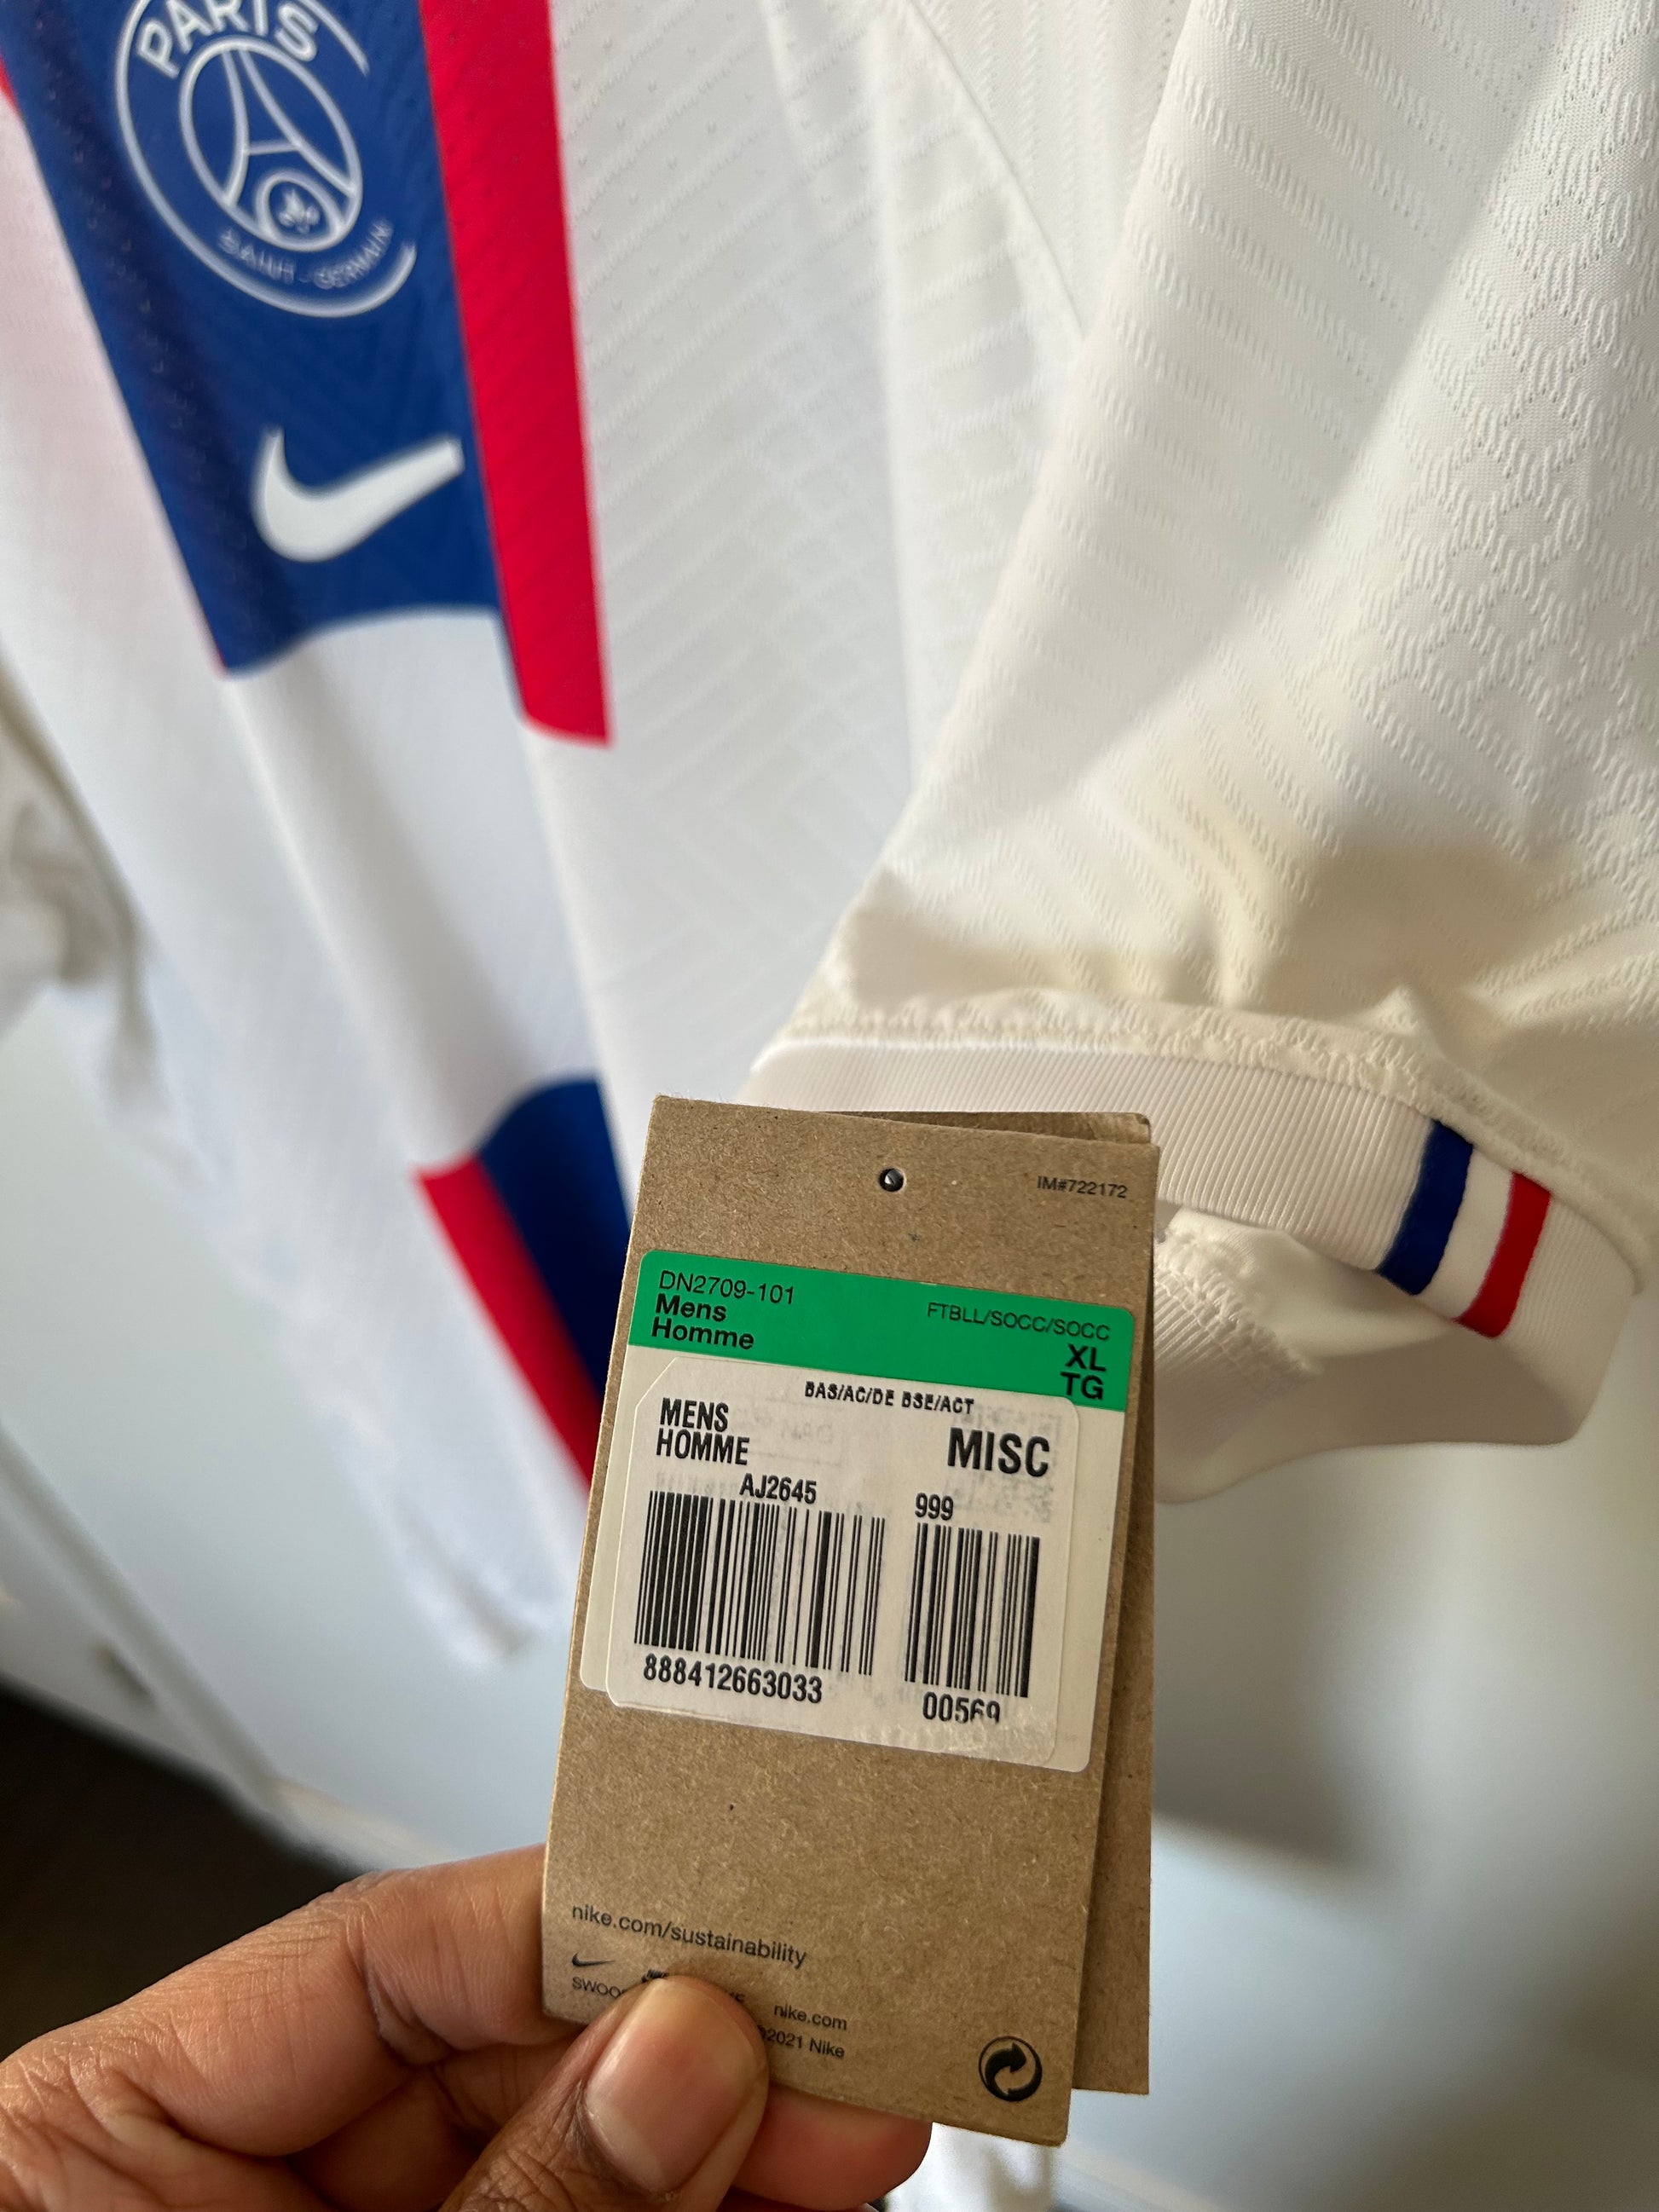 PARIS
SAINT-GERMAIN
IM#722172
DN2709-101
Mens
Homme
FTBLL/SOCC/SOCC
XL
TG
BAS/AC/DE BSE/ACT
MENS
HOMME
MISC
AJ2645
999
888412663033
00569
nike.com/sustainability
nike.com
©2021 Nike